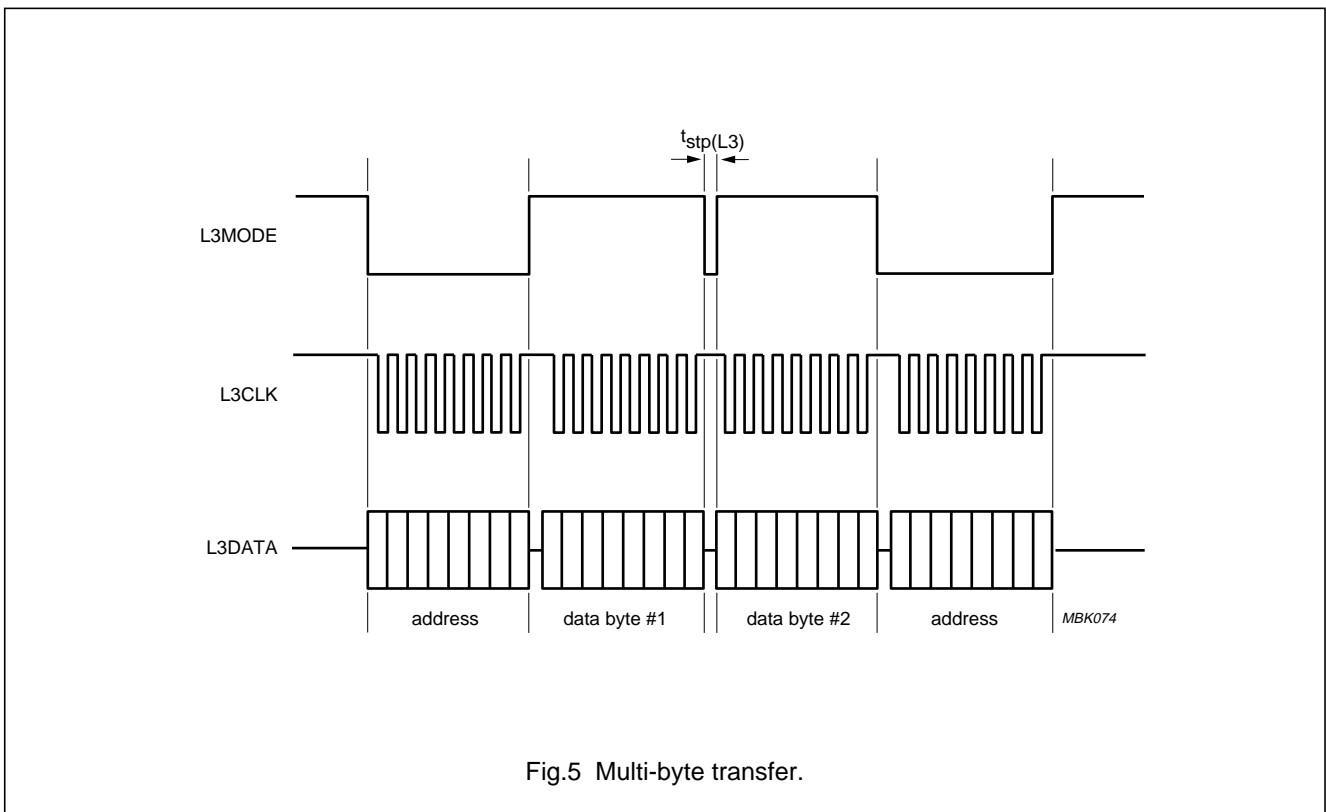 tstp(L3)
L3MODE
L3CLK
L3DATA
address
data byte #1
data byte #2
address
MBK074
Fig.5 Multi-byte transfer.